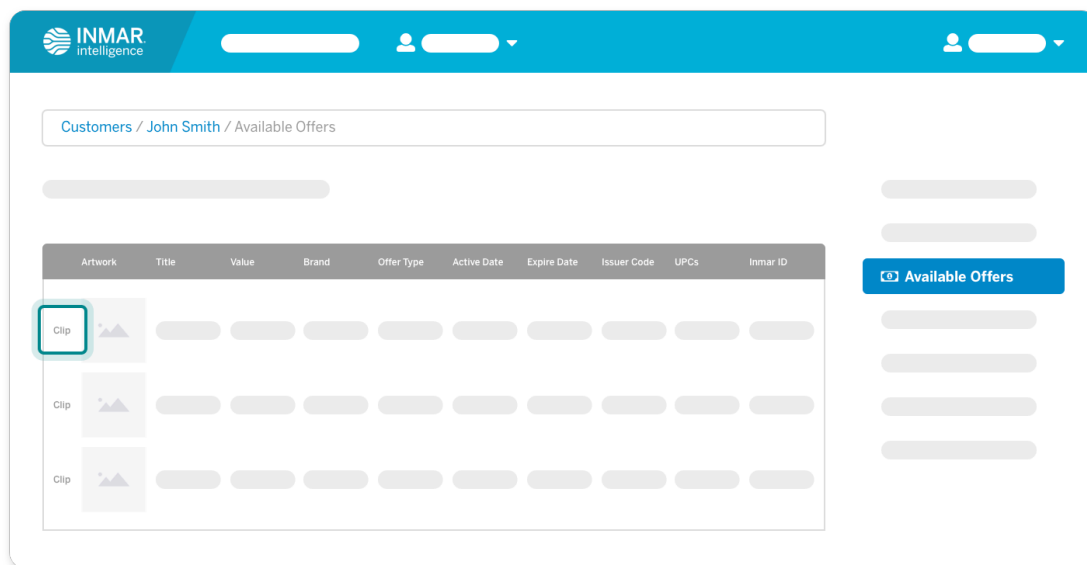 INMAR.
intelligence
Customers / John Smith / Available Offers
Artwork Title Value Brand Offer Type Active Date Expire Date Issuer Code UPCs Inmar ID
Available Offers
Clip
Clip
Clip